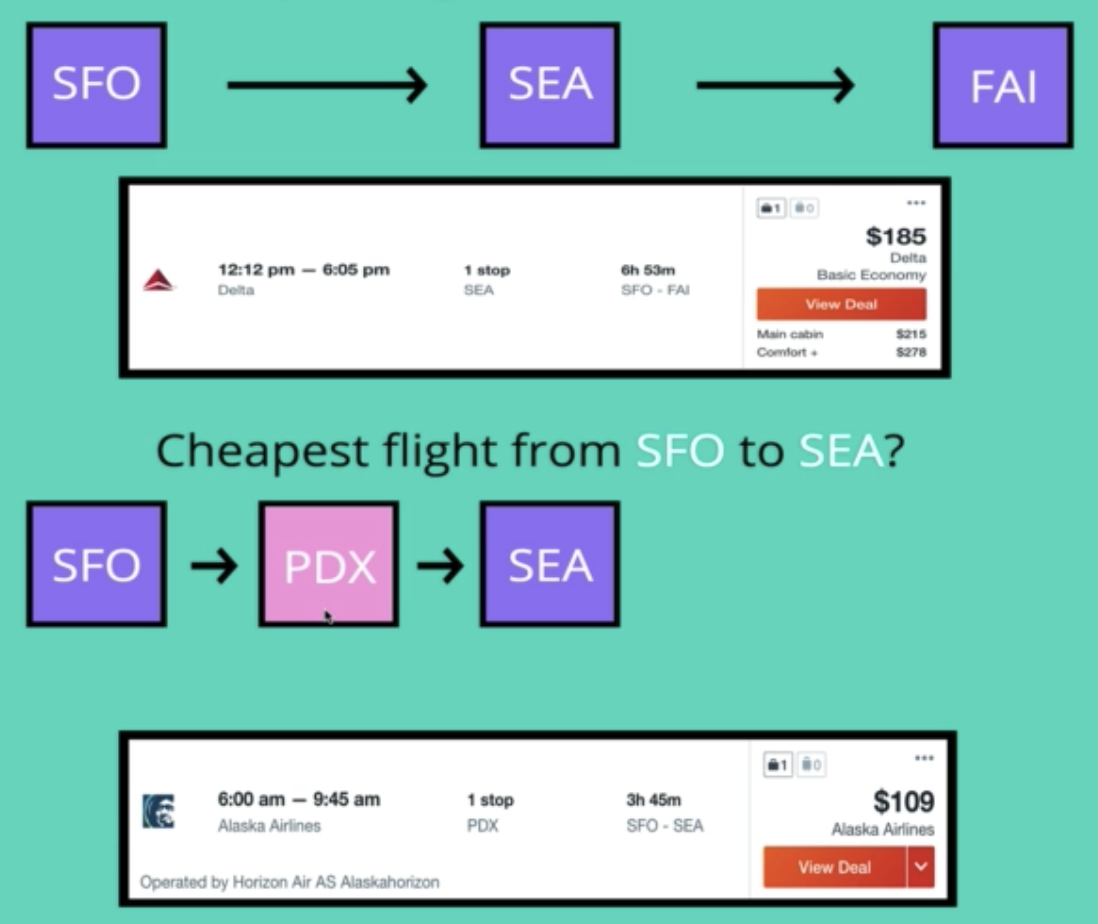 SFO SEA FAI
1 0 •••
$185
Delta
12:12 pm — 6:05 pm 1 stop 6h 53m Basic Economy
Delta SEA SFO - FAI View Deal
Main cabin $215
Comfort + $278
Cheapest flight from SFO to SEA?
SFO PDX SEA
1 0 •••
6:00 am — 9:45 am 1 stop 3h 45m $109
Alaska Airlines PDX SFO - SEA Alaska Airlines
View Deal
Operated by Horizon Air AS Alaskahorizon